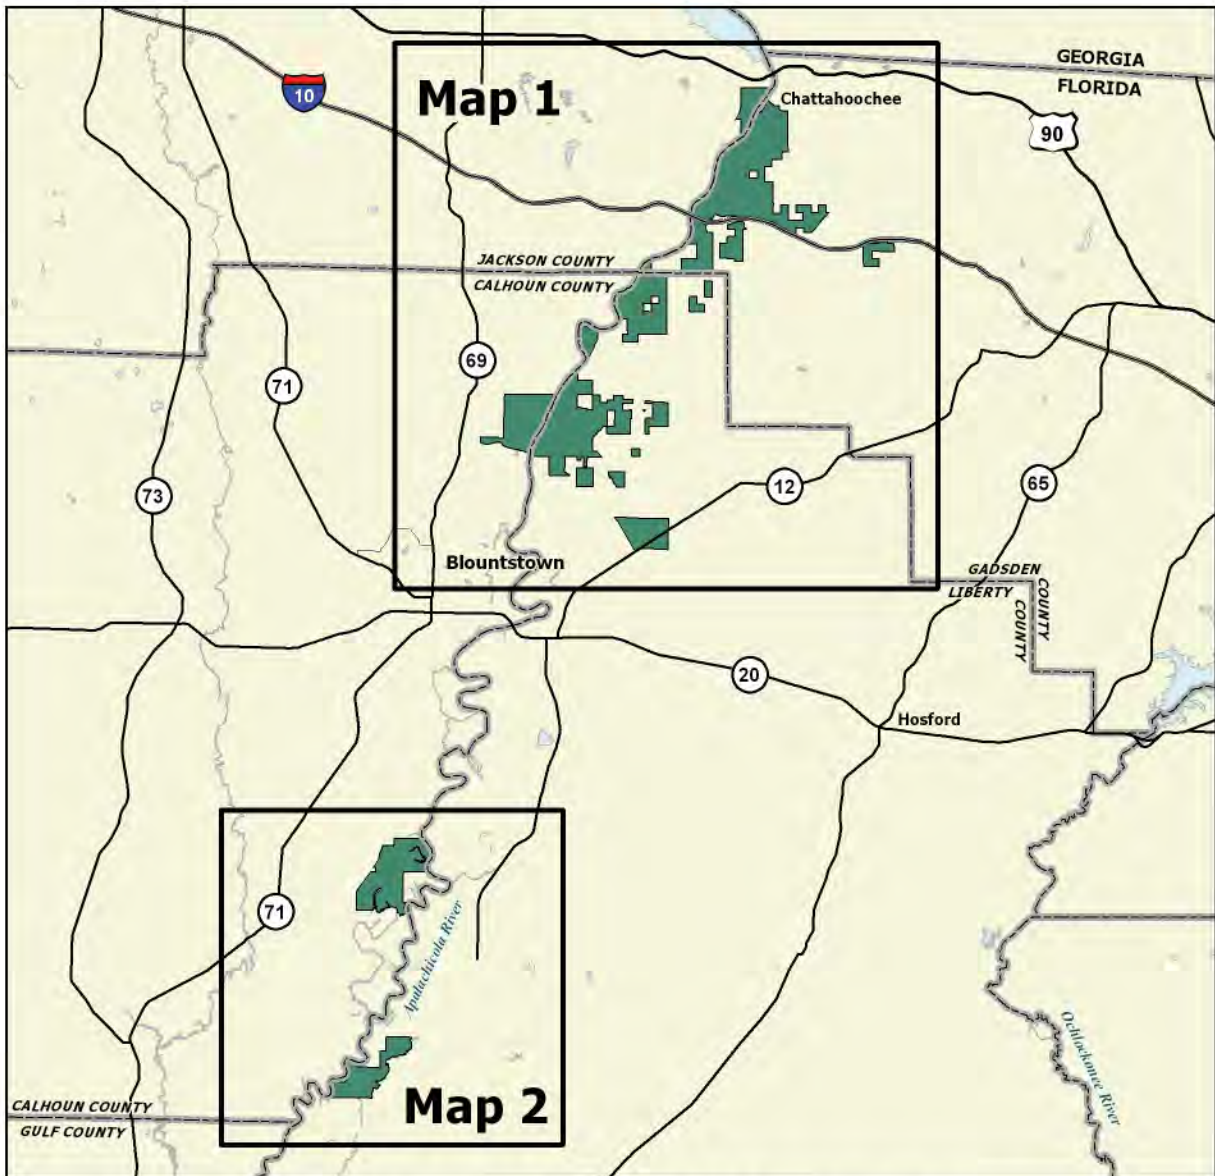 GEORGIA
FLORIDA
10
Map 1
Chattahoochee
90
JACKSON COUNTY
CALHOUN COUNTY
69
71
73
12
65
Blountstown
GADSDEN COUNTY
LIBERTY COUNTY
20
Hosford
71
Apalachicola River
Ochlockonee River
Map 2
CALHOUN COUNTY
GULF COUNTY